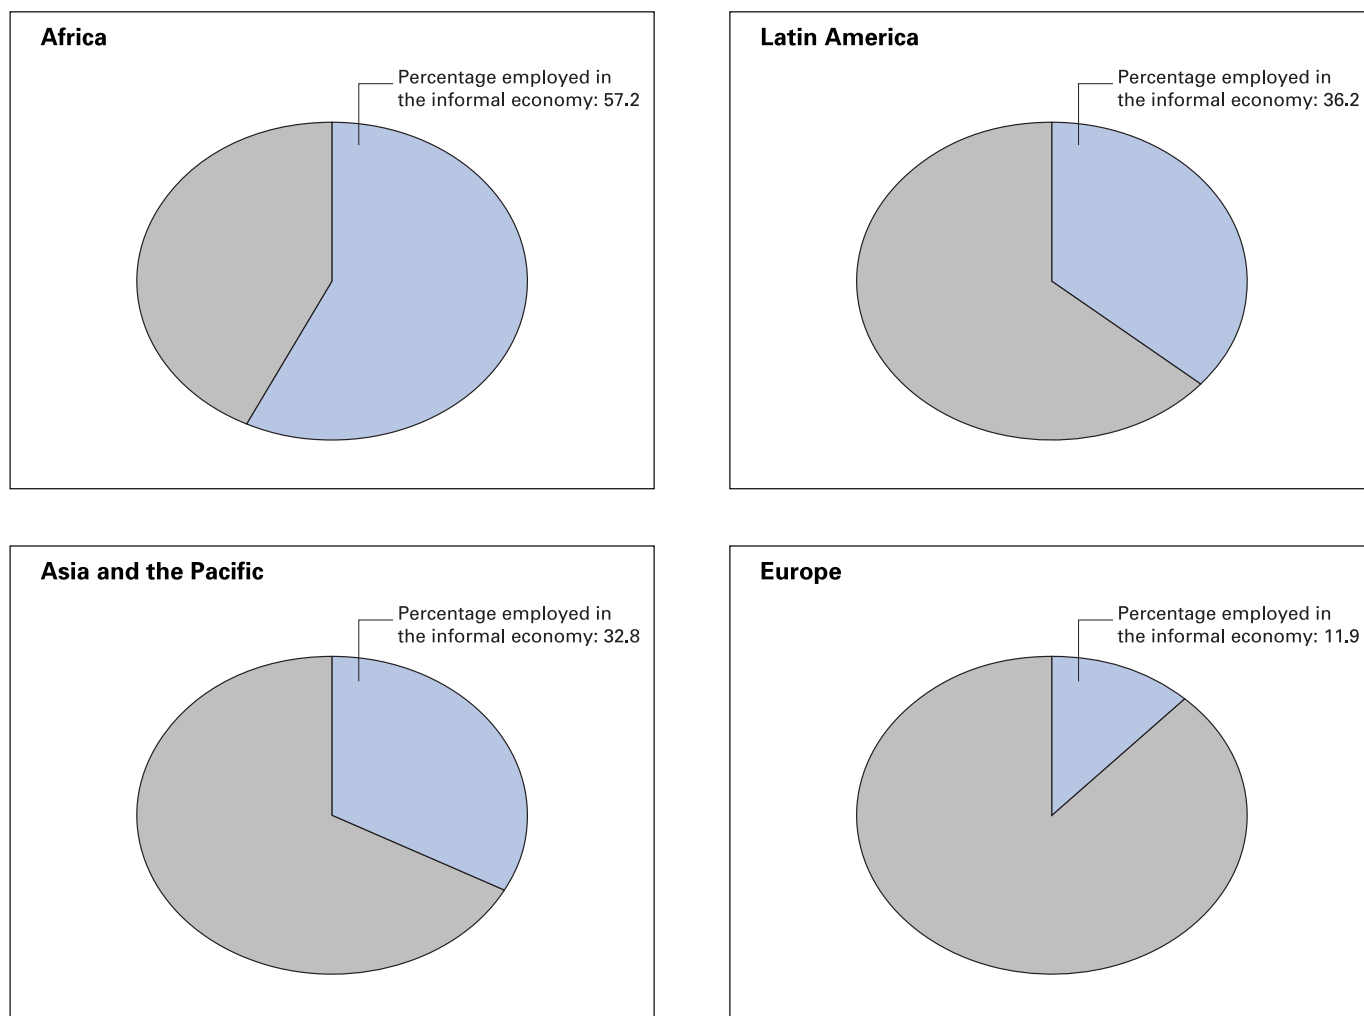 Africa
Percentage employed in
the informal economy: 57.2
Latin America
Percentage employed in
the informal economy: 36.2
Asia and the Pacific
Percentage employed in
the informal economy: 32.8
Europe
Percentage employed in
the informal economy: 11.9